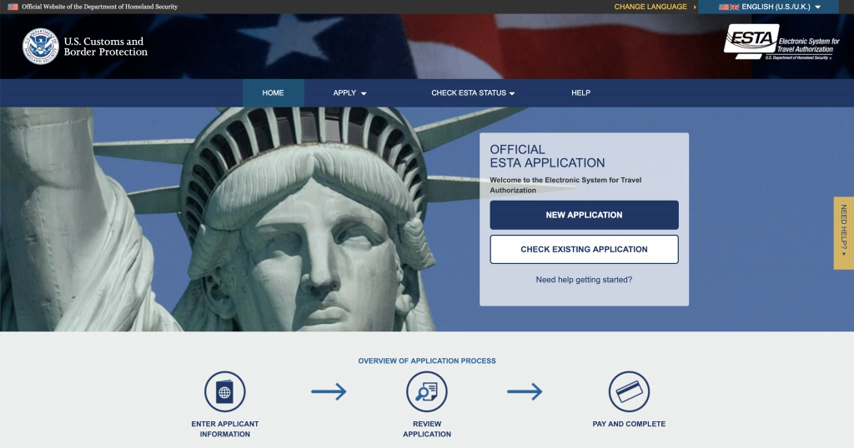 Official Website of the Department of Homeland Security
CHANGE LANGUAGE
ENGLISH (U.S./U.K.)
U.S. Customs and
Border Protection
ESTA
Electronic System for
Travel Authorization
U.S. Department of Homeland Security
HOME
APPLY
CHECK ESTA STATUS
HELP
OFFICIAL
ESTA APPLICATION
Welcome to the Electronic System for Travel
Authorization
NEW APPLICATION
CHECK EXISTING APPLICATION
Need help getting started?
NEED HELP?
OVERVIEW OF APPLICATION PROCESS
ENTER APPLICANT
INFORMATION
REVIEW
APPLICATION
PAY AND COMPLETE